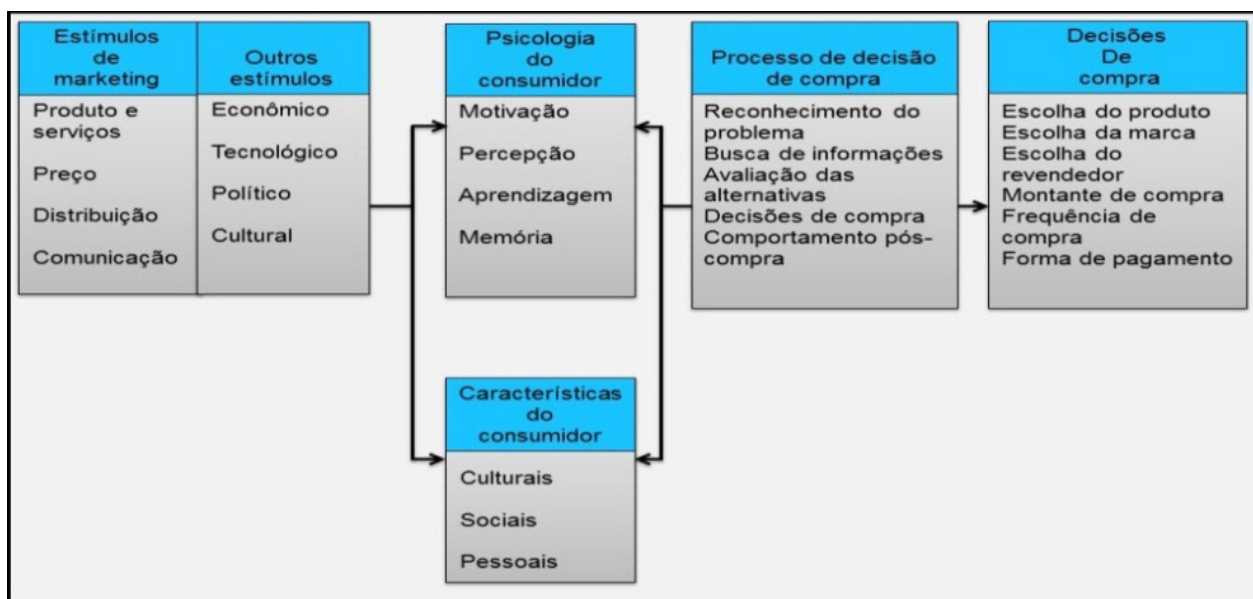 Estímulos
de
marketing
Produto e
serviços
Preço
Distribuição
Comunicação
Outros
estímulos
Econômico
Tecnológico
Político
Cultural
Psicologia
do
consumidor
Motivação
Percepção
Aprendizagem
Memória
Características
do
consumidor
Culturais
Sociais
Pessoais
Processo de decisão
de compra
Reconhecimento do
problema
Busca de informações
Avaliação das
alternativas
Decisões de compra
Comportamento pós-
compra
Decisões
De
compra
Escolha do produto
Escolha da marca
Escolha do
revendedor
Montante de compra
Frequência de
compra
Forma de pagamento